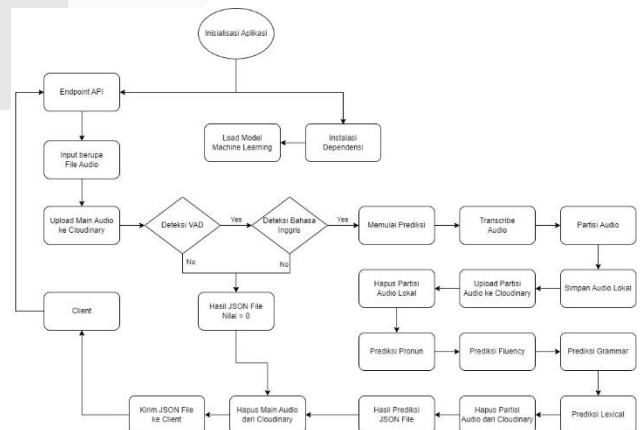 Inisialisasi Aplikasi
Endpoint API
Load Model
Machine Learning
Instalasi
Dependensi
Input berupa
File Audio
Upload Main Audio
ke Cloudinary
Deteksi VAD
Yes
Deteksi Bahasa
Inggris
Yes
Memulai Prediksi
Transcribe
Audio
Partisi Audio
No
No
Client
Hasil JSON File
Nilai = 0
Hapus Partisi
Audio Lokal
Upload Partisi
Audio ke Cloudinary
Simpan Audio Lokal
Prediksi Pronun
Prediksi Fluency
Prediksi Grammar
Kirim JSON File
ke Client
Hapus Main Audio
dari Cloudinary
Hasil Prediksi
JSON File
Hapus Partisi
Audio dari Cloudinary
Prediksi Lexical